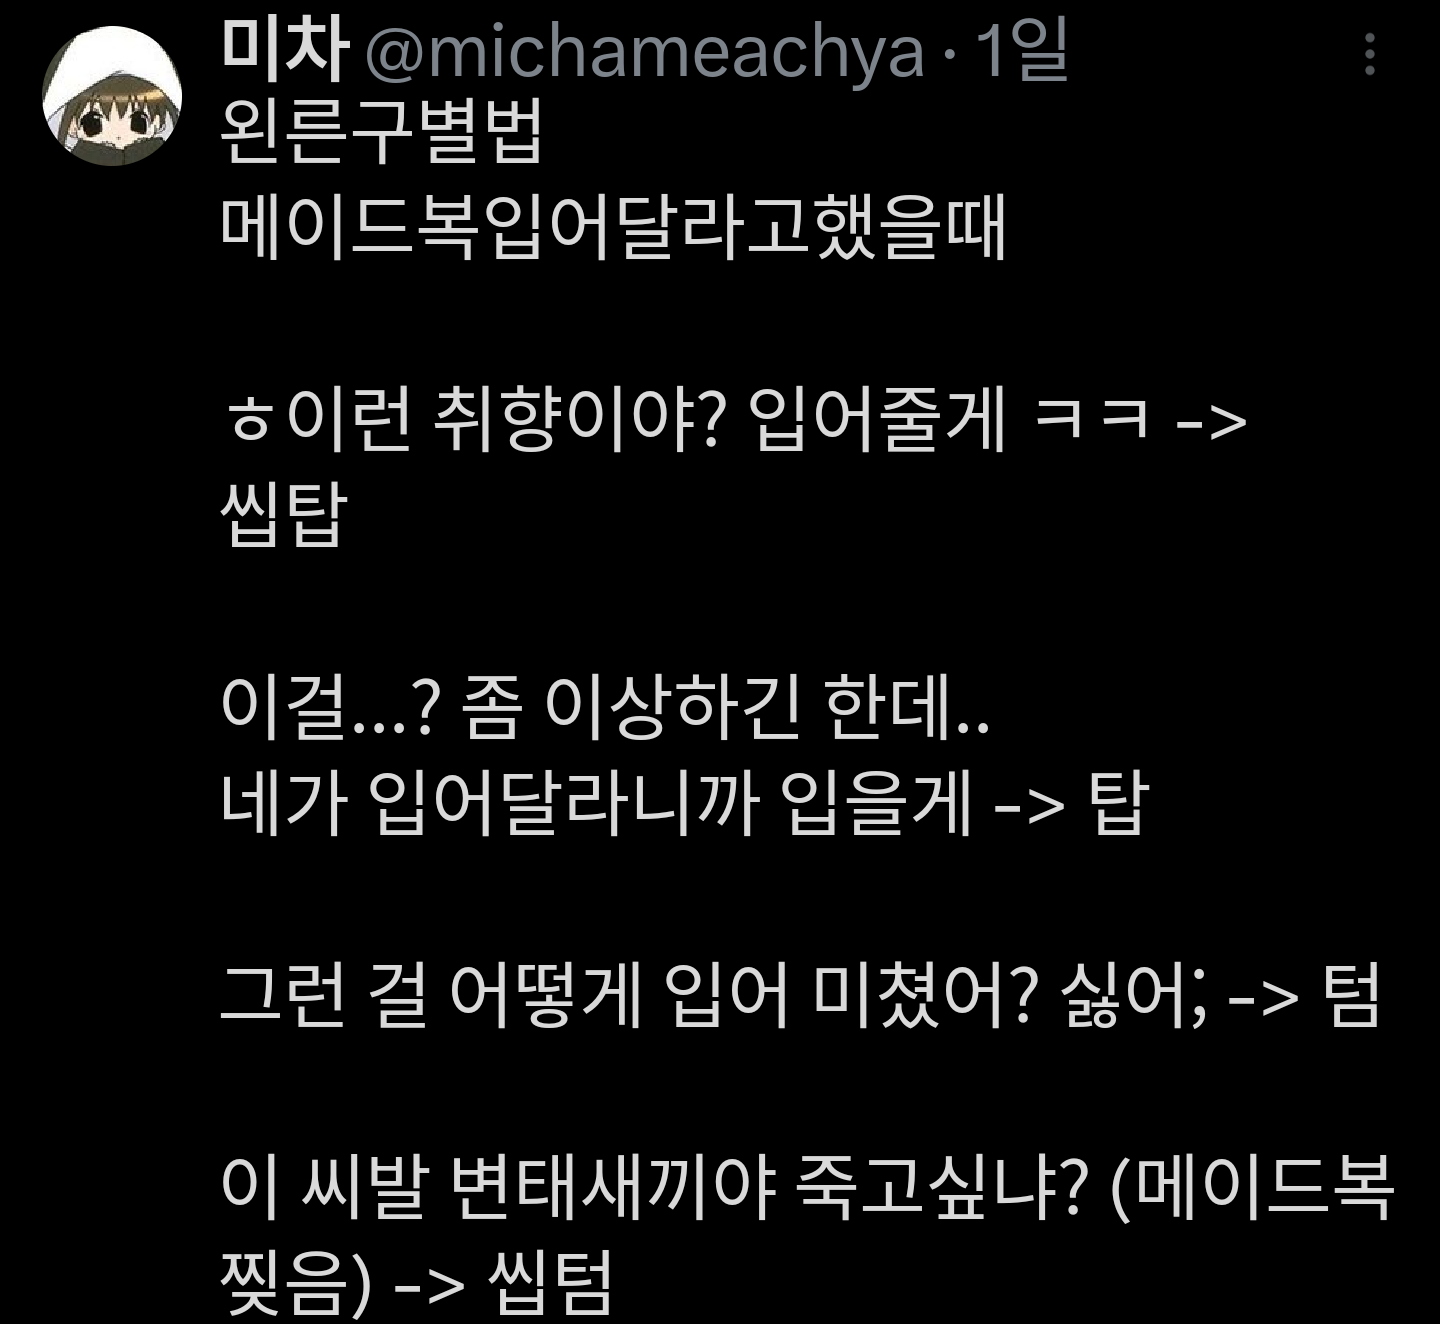 미차 @michameachya · 1일
왼른구별법
메이드복입어달라고했을때
ㅎ이런 취향이야? 입어줄게 ㅋㅋ ->
씹탑
이걸...? 좀 이상하긴 한데..
네가 입어달라니까 입을게 -> 탑
그런 걸 어떻게 입어 미쳤어? 싫어; -> 텀
이 씨발 변태새끼야 죽고싶냐? (메이드복
찢음) -> 씹텀